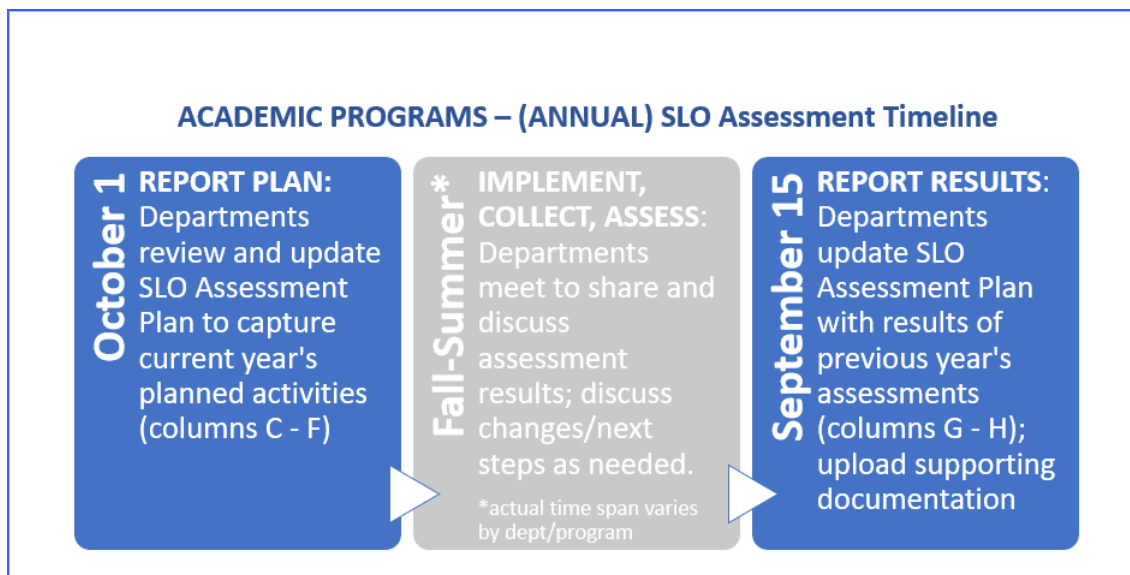 ACADEMIC PROGRAMS – (ANNUAL) SLO Assessment Timeline
October 1
REPORT PLAN:
Departments
review and update
SLO Assessment
Plan to capture
current year's
planned activities
(columns C - F)
Fall-Summer*
IMPLEMENT,
COLLECT, ASSESS:
Departments
meet to share and
discuss
assessment
results; discuss
changes/next
steps as needed.
*actual time span varies
by dept/program
September 15
REPORT RESULTS:
Departments
update SLO
Assessment Plan
with results of
previous year's
assessments
(columns G - H);
upload supporting
documentation